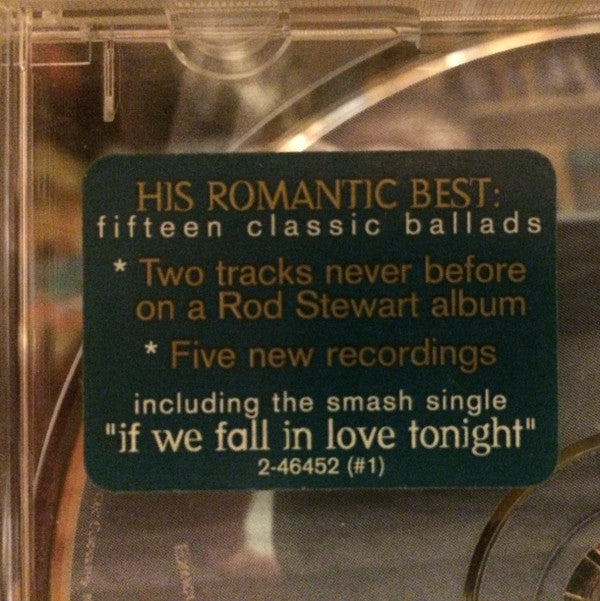 HIS ROMANTIC BEST:
fifteen classic ballads
* Two tracks never before
on a Rod Stewart album
* Five new recordings
including the smash single
"if we fall in love tonight"
2-46452 (#1)